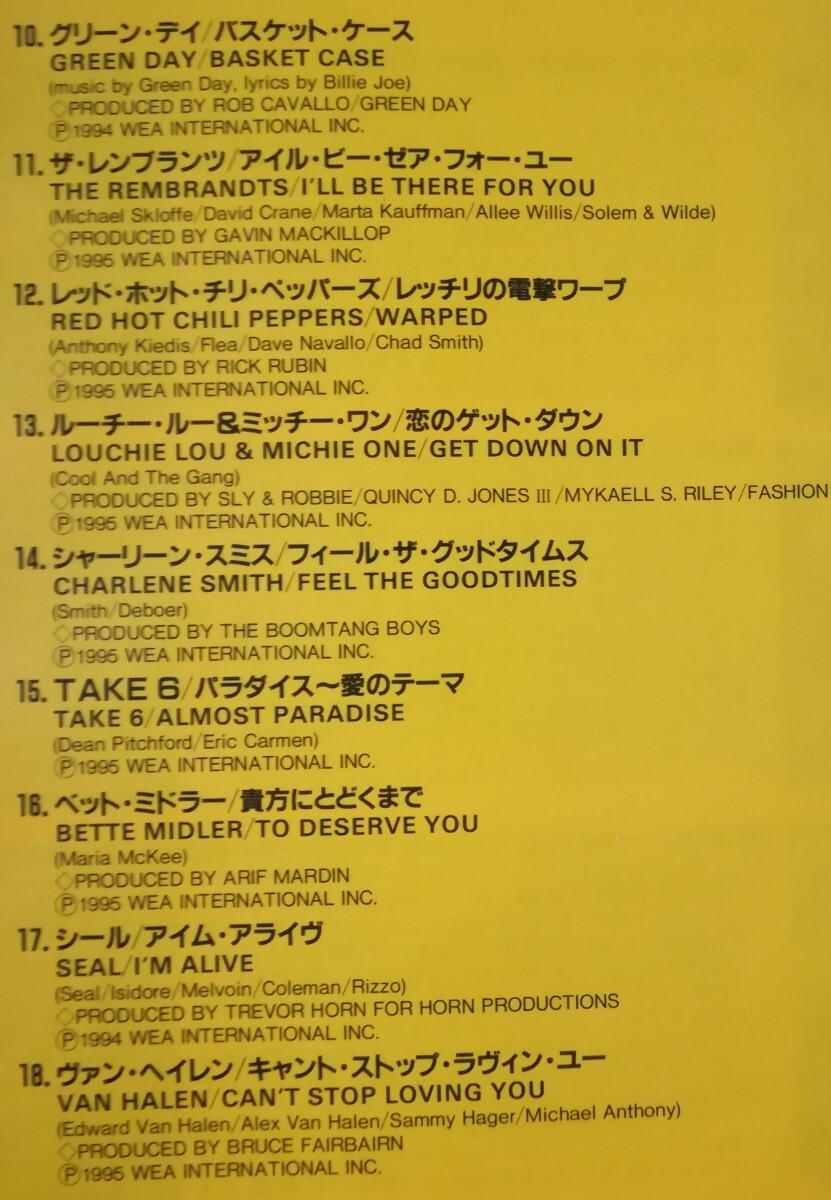 10. グリーン・デイ/バスケット・ケース
GREEN DAY/BASKET CASE
(music by Green Day, lyrics by Billie Joe)
◇PRODUCED BY ROB CAVALLO/GREEN DAY
Ⓟ1994 WEA INTERNATIONAL INC.
11. ザ・レンブランツ/アイル・ビー・ゼア・フォー・ユー
THE REMBRANDTS/I'LL BE THERE FOR YOU
(Michael Skloffe/David Crane/Marta Kauffman/Allee Willis/Solem & Wilde)
◇PRODUCED BY GAVIN MACKILLOP
Ⓟ1995 WEA INTERNATIONAL INC.
12. レッド・ホット・チリ・ペッパーズ/レッチリの電撃ワープ
RED HOT CHILI PEPPERS/WARPED
(Anthony Kiedis/Flea/Dave Navallo/Chad Smith)
◇PRODUCED BY RICK RUBIN
Ⓟ1995 WEA INTERNATIONAL INC.
13. ルーチー・ルー&ミッチー・ワン/恋のゲット・ダウン
LOUCHIE LOU & MICHIE ONE/GET DOWN ON IT
(Cool And The Gang)
◇PRODUCED BY SLY & ROBBIE/QUINCY D. JONES III/MYKAELL S. RILEY/FASHION
Ⓟ1995 WEA INTERNATIONAL INC.
14. シャーリーン・スミス/フィール・ザ・グッドタイムス
CHARLENE SMITH/FEEL THE GOODTIMES
(Smith/Deboer)
◇PRODUCED BY THE BOOMTANG BOYS
Ⓟ1995 WEA INTERNATIONAL INC.
15. TAKE 6/パラダイス〜愛のテーマ
TAKE 6/ALMOST PARADISE
(Dean Pitchford/Eric Carmen)
Ⓟ1995 WEA INTERNATIONAL INC.
16. ベット・ミドラー/貴方にとどくまで
BETTE MIDLER/TO DESERVE YOU
(Maria McKee)
◇PRODUCED BY ARIF MARDIN
Ⓟ1995 WEA INTERNATIONAL INC.
17. シール/アイム・アライヴ
SEAL/I'M ALIVE
(Seal/Isidore/Melvoin/Coleman/Rizzo)
◇PRODUCED BY TREVOR HORN FOR HORN PRODUCTIONS
Ⓟ1994 WEA INTERNATIONAL INC.
18. ヴァン・ヘイレン/キャント・ストップ・ラヴィン・ユー
VAN HALEN/CAN'T STOP LOVING YOU
(Edward Van Halen/Alex Van Halen/Sammy Hager/Michael Anthony)
◇PRODUCED BY BRUCE FAIRBAIRN
Ⓟ1995 WEA INTERNATIONAL INC.